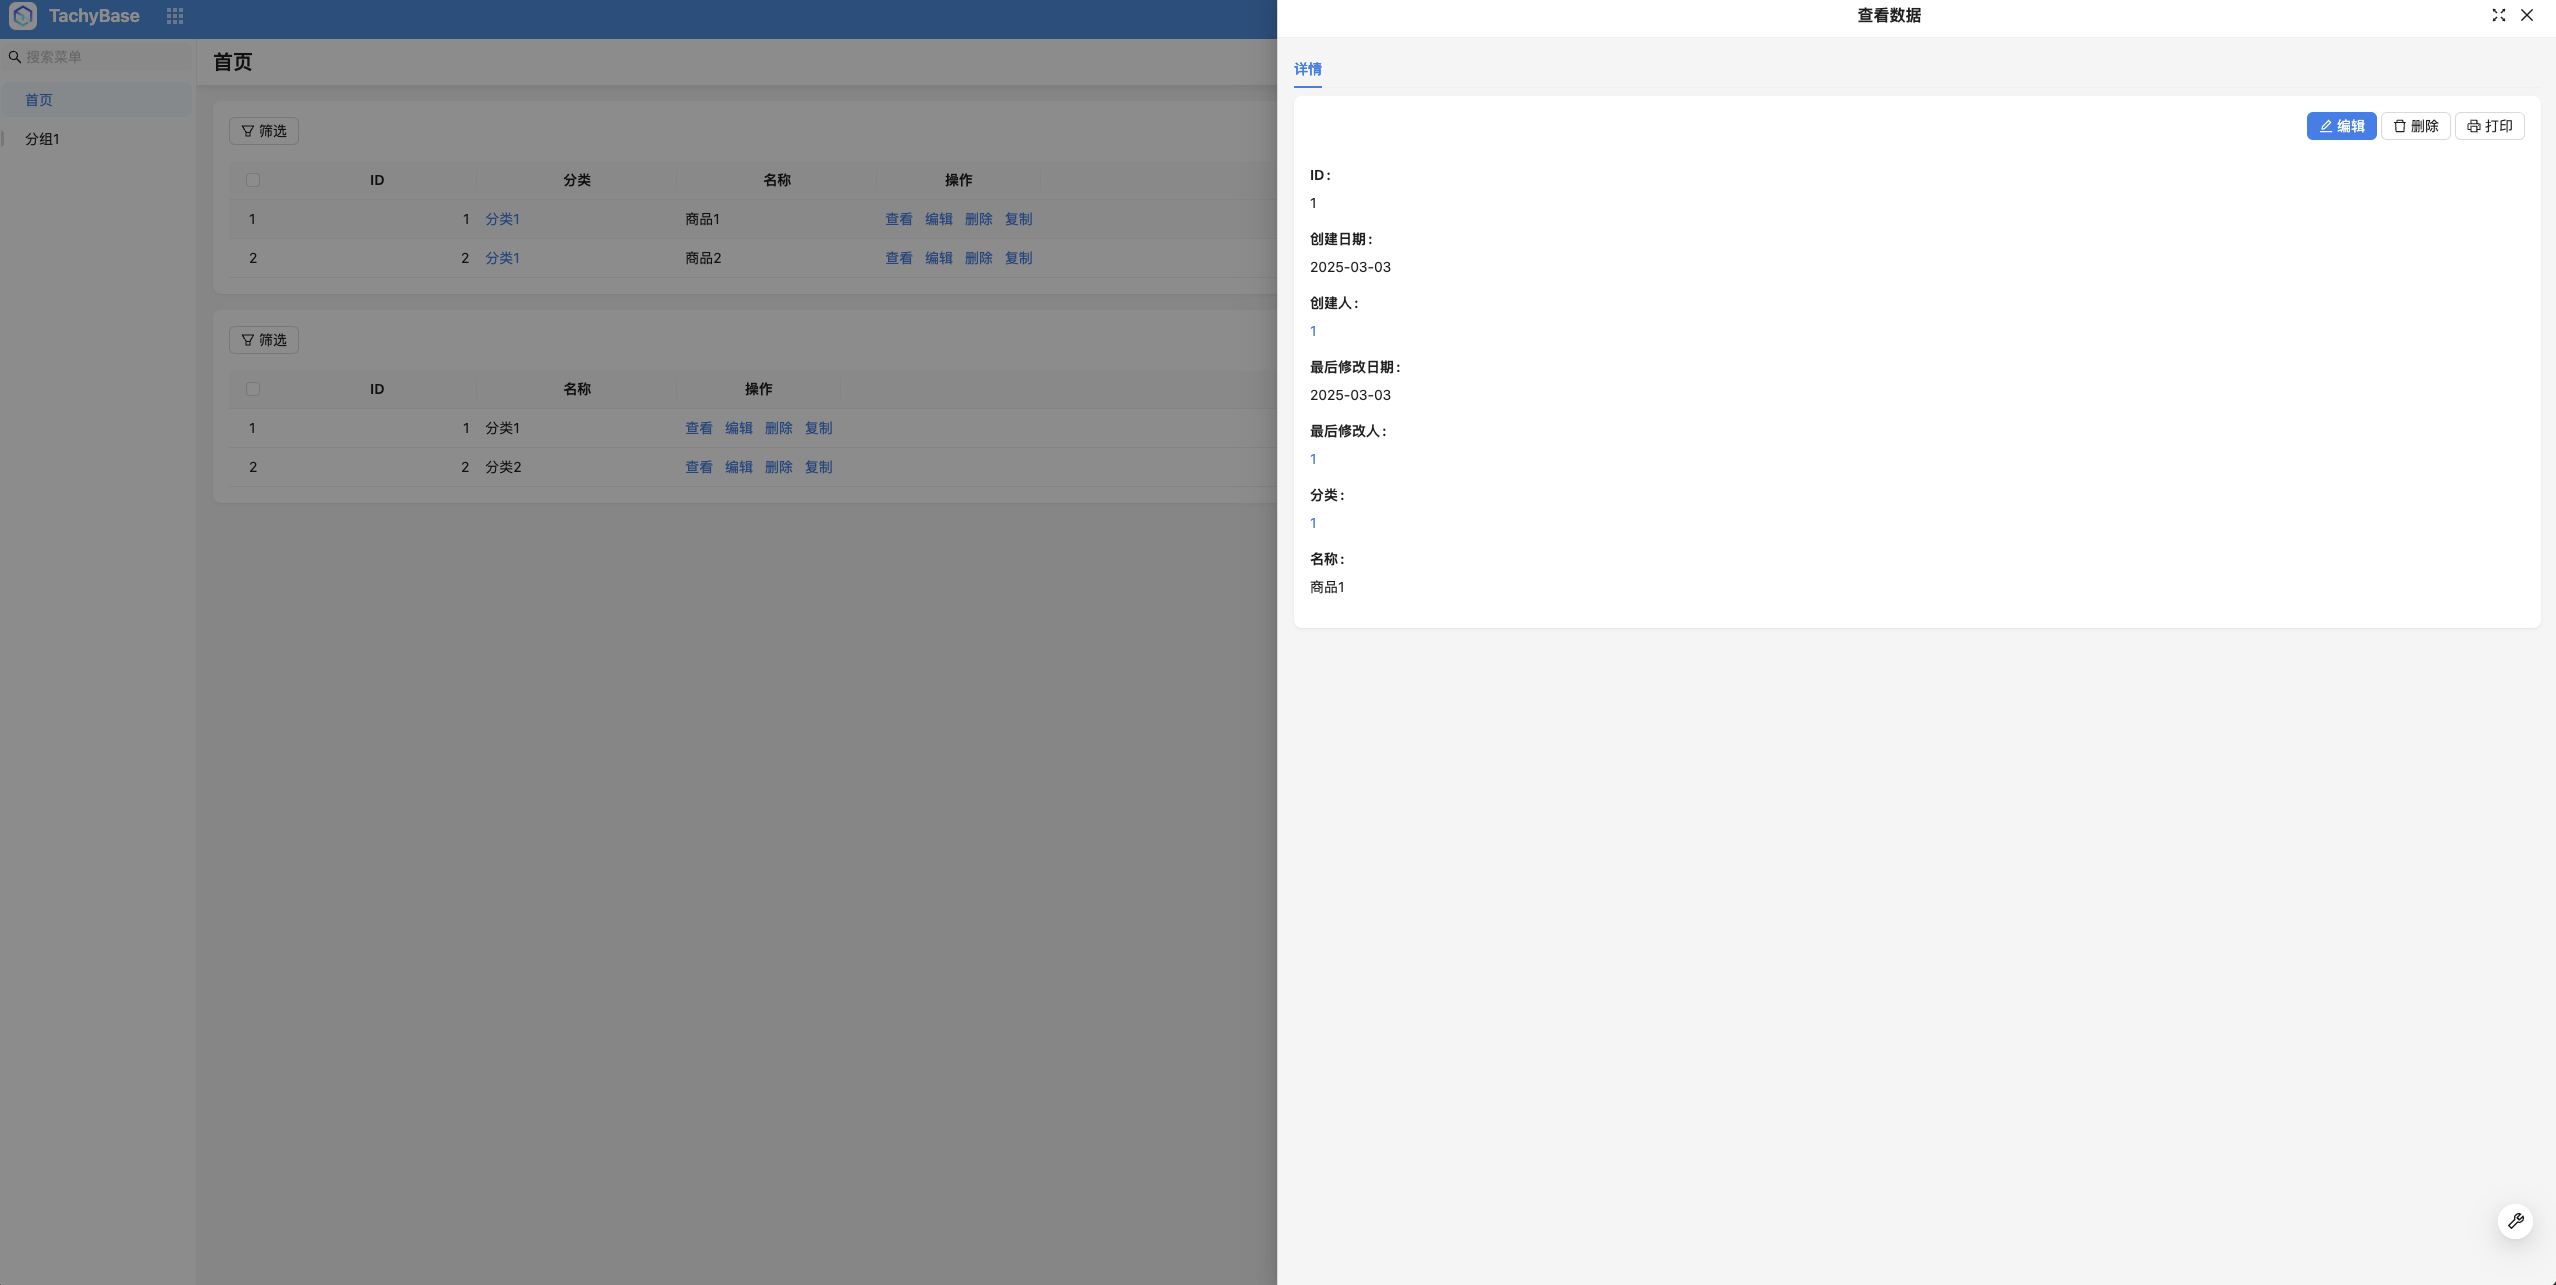 TachyBase
搜索菜单
首页
分组1
首页
筛选
ID 分类 名称 操作
1 1 分类1 商品1 查看 编辑 删除 复制
2 2 分类1 商品2 查看 编辑 删除 复制
筛选
ID 名称 操作
1 1 分类1 查看 编辑 删除 复制
2 2 分类2 查看 编辑 删除 复制
查看数据
详情
编辑 删除 打印
ID :
1
创建日期 :
2025-03-03
创建人 :
1
最后修改日期 :
2025-03-03
最后修改人 :
1
分类 :
1
名称 :
商品1